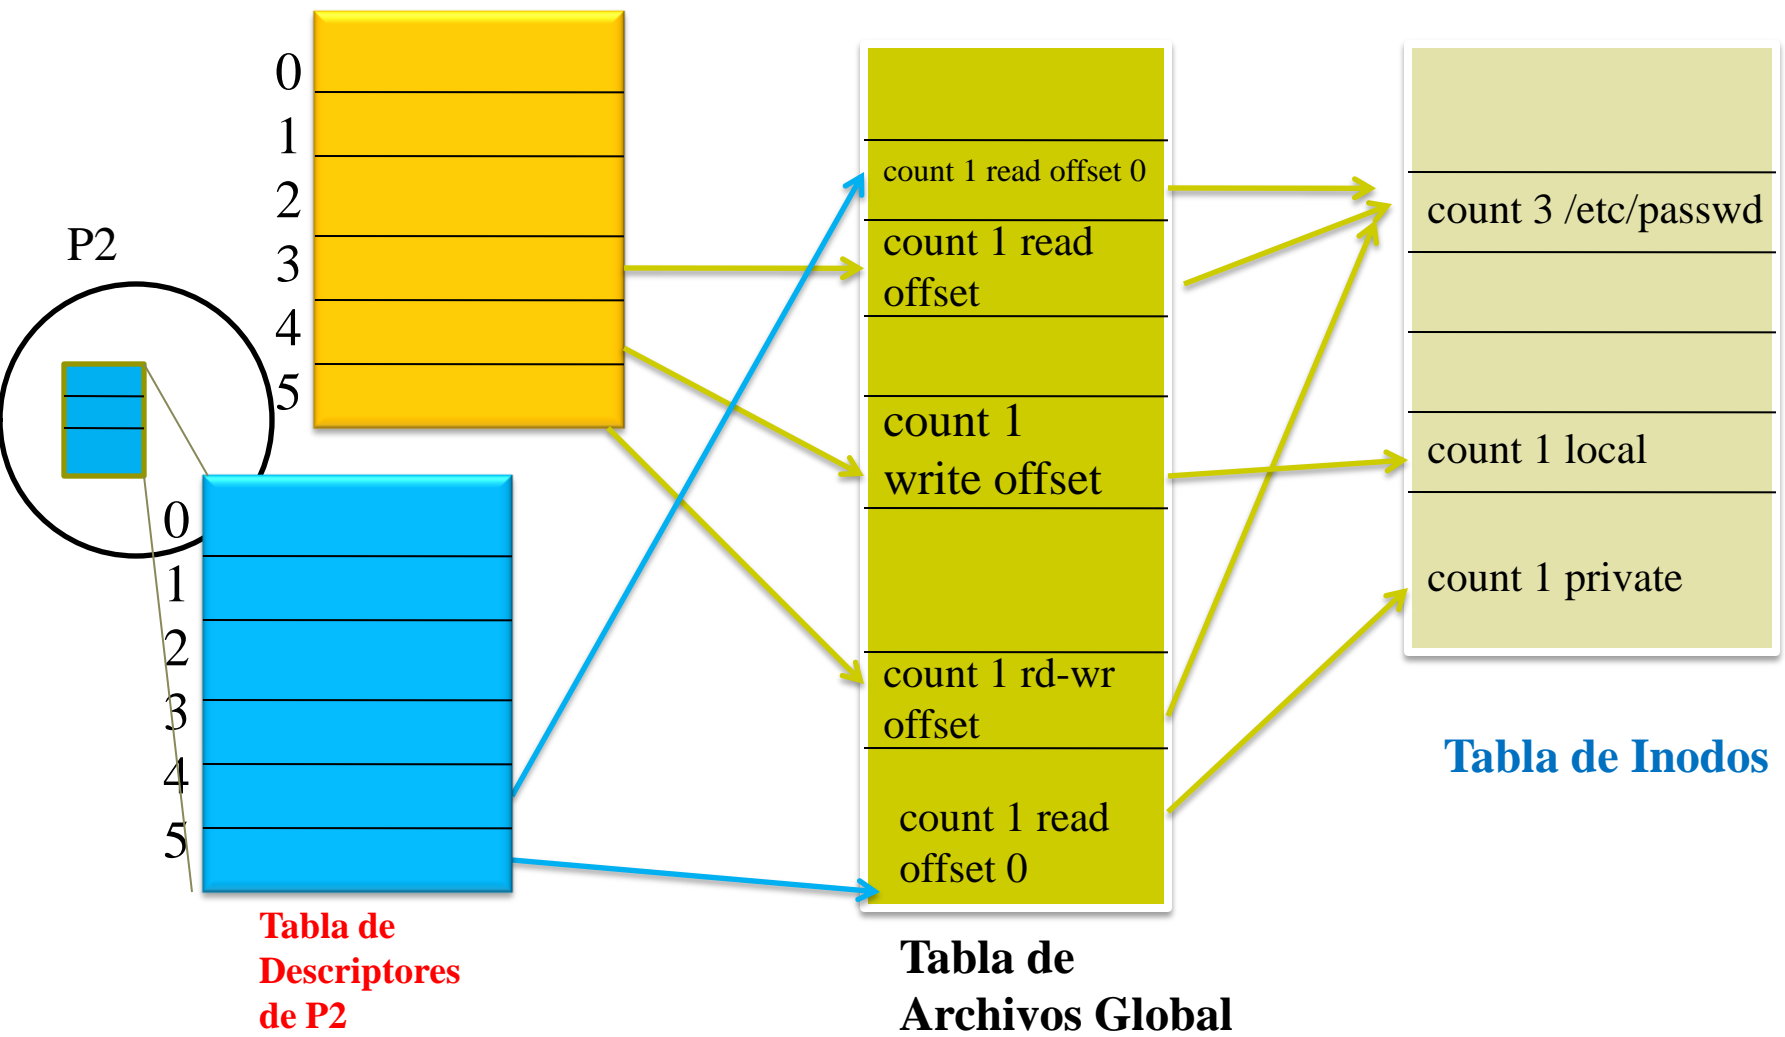 0
1
2
3
4
5
P2
0
1
2
3
4
5
Tabla de
Descriptores
de P2
count 1 read offset 0
count 1 read
offset
count 1
write offset
count 1 rd-wr
offset
count 1 read
offset 0
Tabla de
Archivos Global
count 3 /etc/passwd
count 1 local
count 1 private
Tabla de Inodos